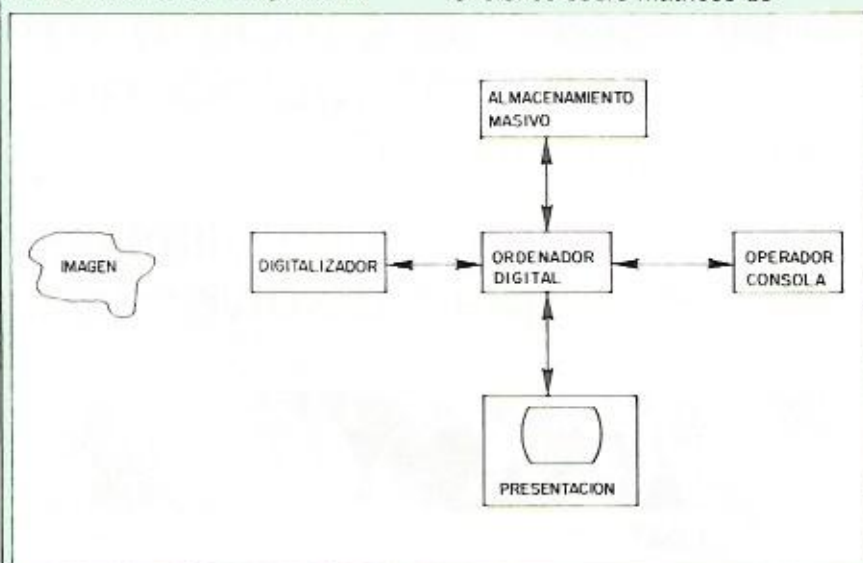 ALMACENAMIENTO
MASIVO
IMAGEN
DIGITALIZADOR
ORDENADOR
DIGITAL
OPERADOR
CONSOLA
PRESENTACION